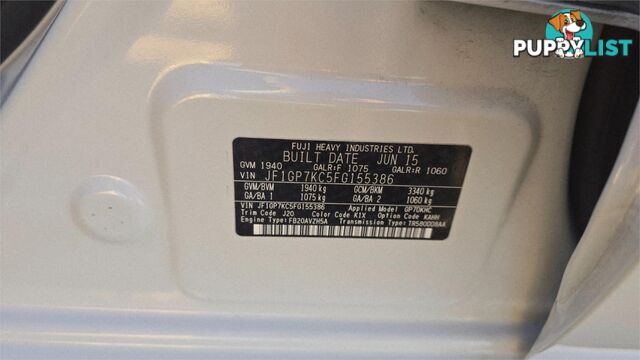 PUPPYLIST
FUJI HEAVY INDUSTRIES LTD.
BUILT DATE JUN 15
GVM 1940 GALR:F 1075 GALR:R 1060
VIN JF1GP7KC5FG155386
GVM/BVM 1940 kg GCM/BKM 3340 kg
GA/BA 1 1075 kg GA/BA 2 1060 kg
VIN JF1GP7KC5FG155386 Applied Model GP7DKHC
Trim Code J20 Color Code K1X Option Code KAHH
Engine Type: FB20AVZH5A Transmission Type: TR580DD8AA